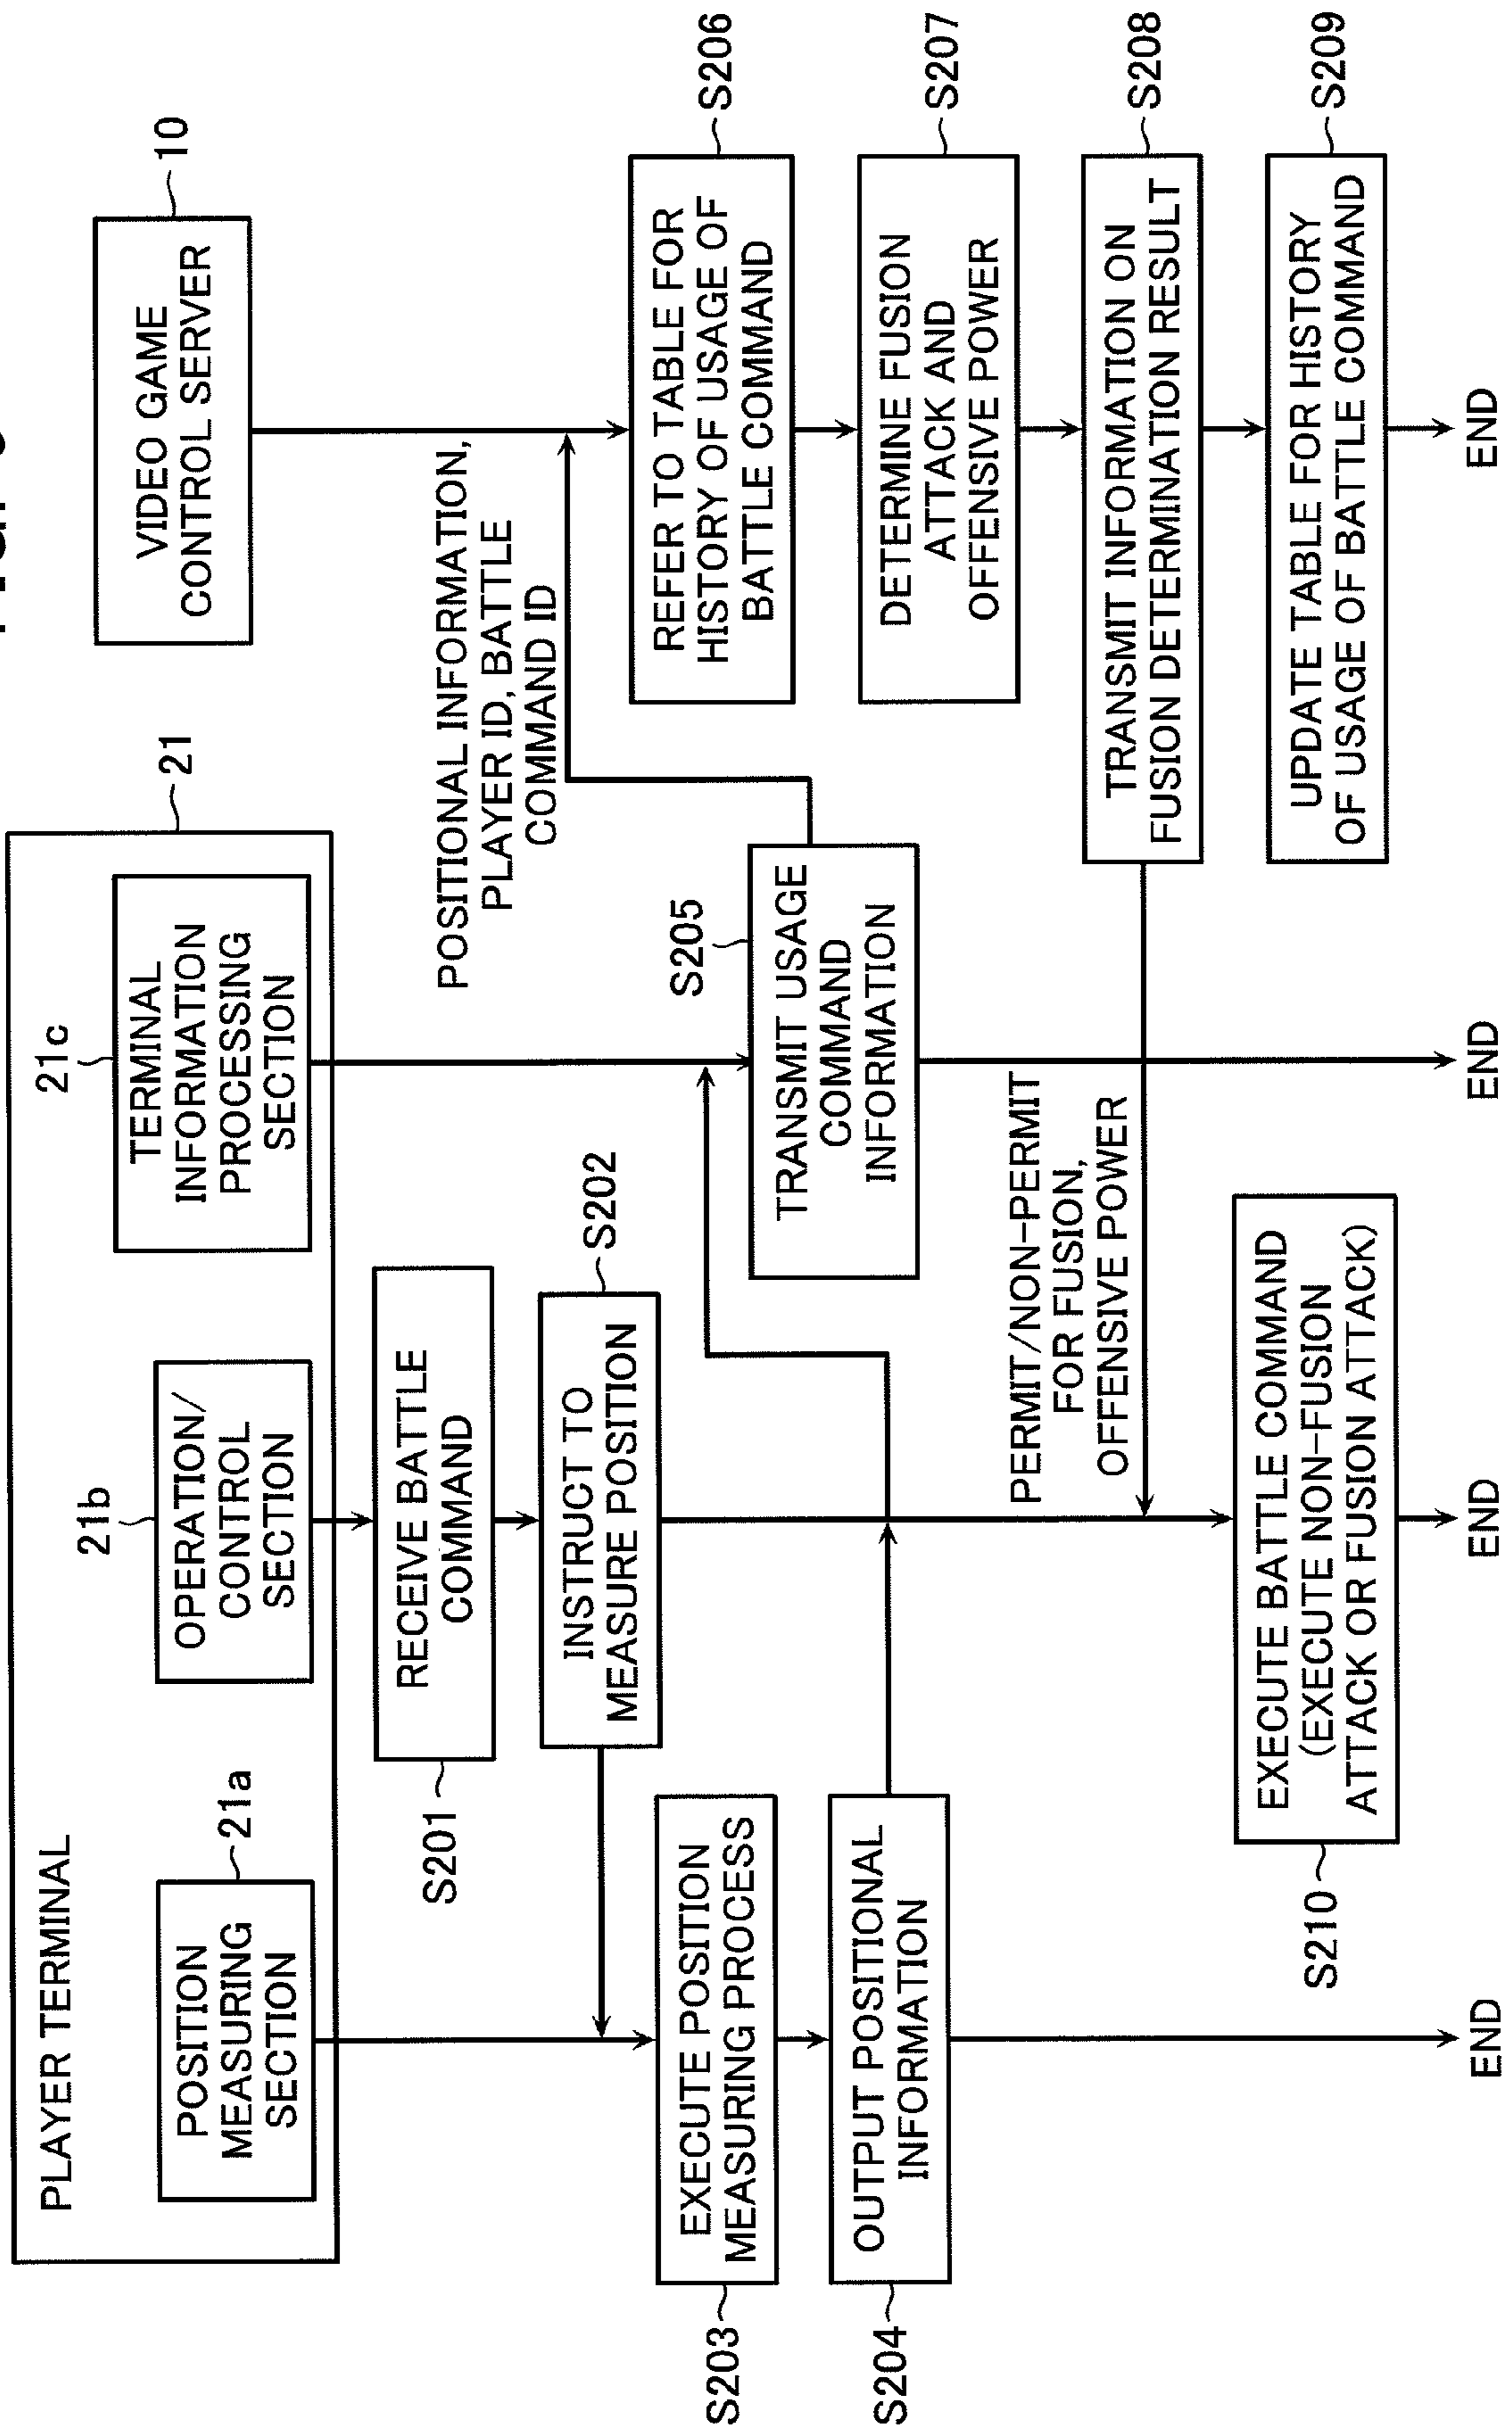 PLAYER TERMINAL
21
POSITION
MEASURING
SECTION
21a
OPERATION/
CONTROL
SECTION
21b
TERMINAL
INFORMATION
PROCESSING
SECTION
21c
VIDEO GAME
CONTROL SERVER
10
RECEIVE BATTLE
COMMAND
S201
INSTRUCT TO
MEASURE POSITION
S202
EXECUTE POSITION
MEASURING PROCESS
S203
OUTPUT POSITIONAL
INFORMATION
S204
TRANSMIT USAGE
COMMAND
INFORMATION
S205
POSITIONAL INFORMATION,
PLAYER ID, BATTLE
COMMAND ID
REFER TO TABLE FOR
HISTORY OF USAGE OF
BATTLE COMMAND
S206
DETERMINE FUSION
ATTACK AND
OFFENSIVE POWER
S207
TRANSMIT INFORMATION ON
FUSION DETERMINATION RESULT
S208
UPDATE TABLE FOR HISTORY
OF USAGE OF BATTLE COMMAND
S209
PERMIT/NON-PERMIT
FOR FUSION,
OFFENSIVE POWER
EXECUTE BATTLE COMMAND
(EXECUTE NON-FUSION
ATTACK OR FUSION ATTACK)
S210
END
END
END
END